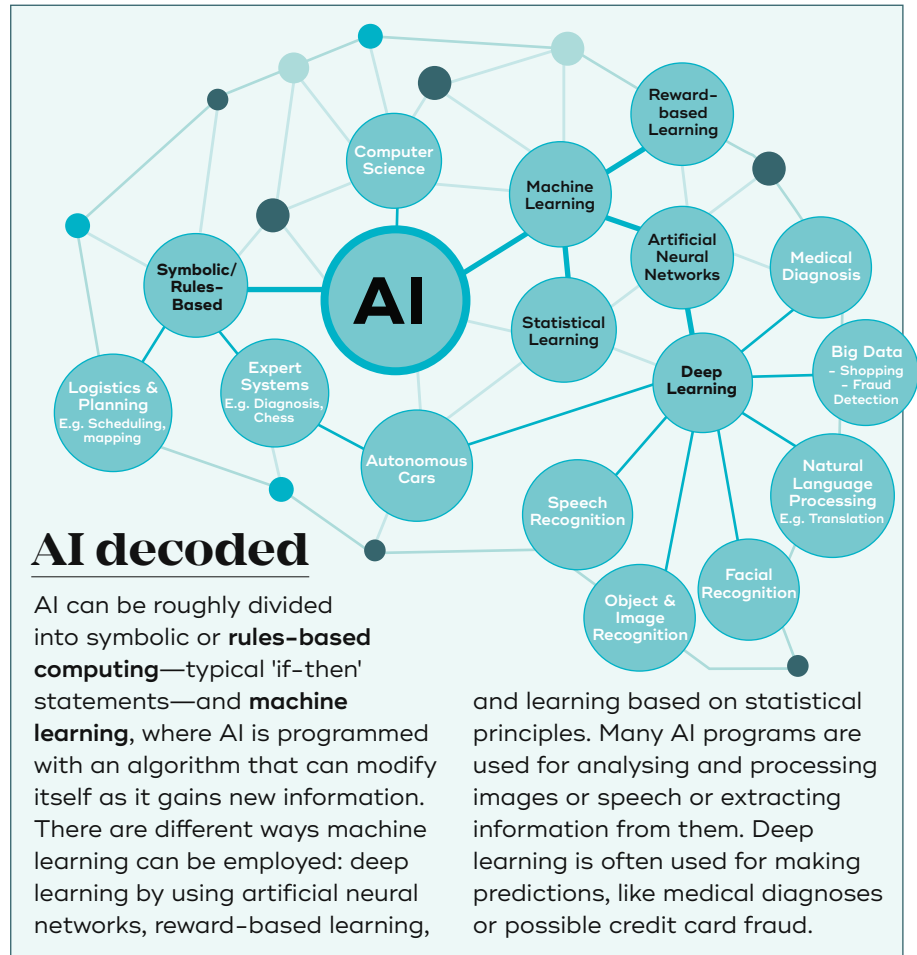 Reward-
based
Learning
Computer
Science
Machine
Learning
Artificial
Neural
Networks
Medical
Diagnosis
Symbolic/
Rules-
Based
AI
Statistical
Learning
Big Data
- Shopping
- Fraud
Detection
Deep
Learning
Expert
Systems
E.g. Diagnosis,
Chess
Logistics &
Planning
E.g. Scheduling,
mapping
Autonomous
Cars
Natural
Language
Processing
E.g. Translation
Speech
Recognition
Facial
Recognition
Object &
Image
Recognition
AI decoded
AI can be roughly divided
into symbolic or rules-based
computing—typical 'if-then'
statements—and machine
learning, where AI is programmed
with an algorithm that can modify
itself as it gains new information.
There are different ways machine
learning can be employed: deep
learning by using artificial neural
networks, reward-based learning,
and learning based on statistical
principles. Many AI programs are
used for analysing and processing
images or speech or extracting
information from them. Deep
learning is often used for making
predictions, like medical diagnoses
or possible credit card fraud.